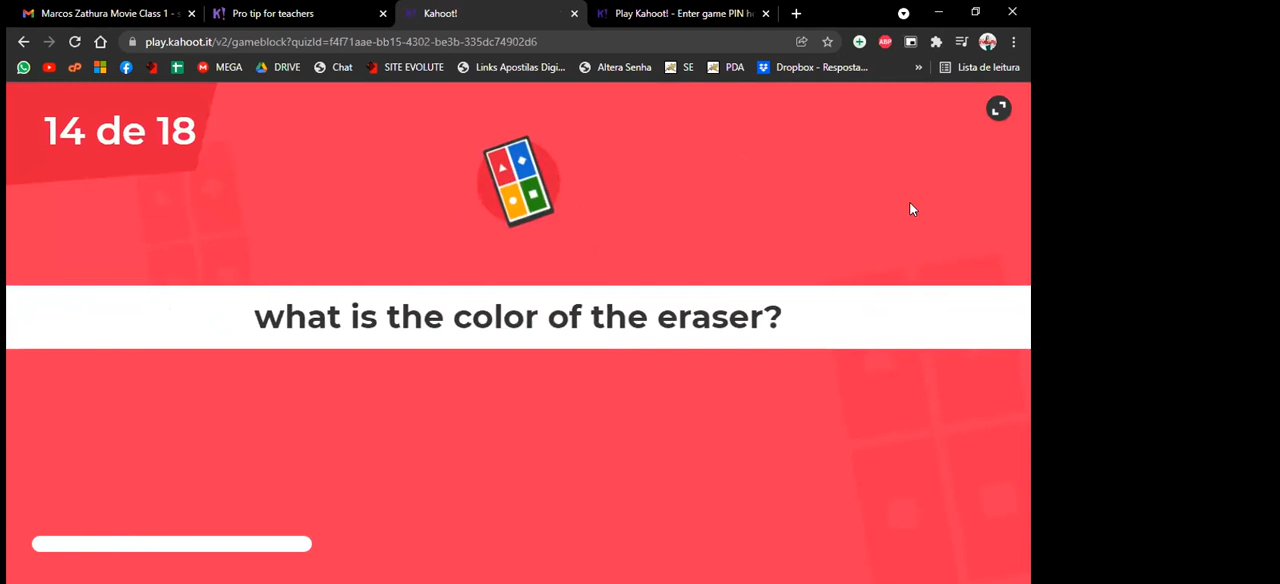 Marcos Zathura Movie Class 1 - s
Pro tip for teachers
Kahoot!
Play Kahoot! - Enter game PIN h
play.kahoot.it/v2/gameblock?quizId=f4f71aae-bb15-4302-be3b-335dc74902d6
ABP
MEGA
DRIVE
Chat
SITE EVOLUTE
Links Apostilas Digi...
Altera Senha
SE
PDA
Dropbox - Resposta...
»
Lista de leitura
14 de 18
what is the color of the eraser?